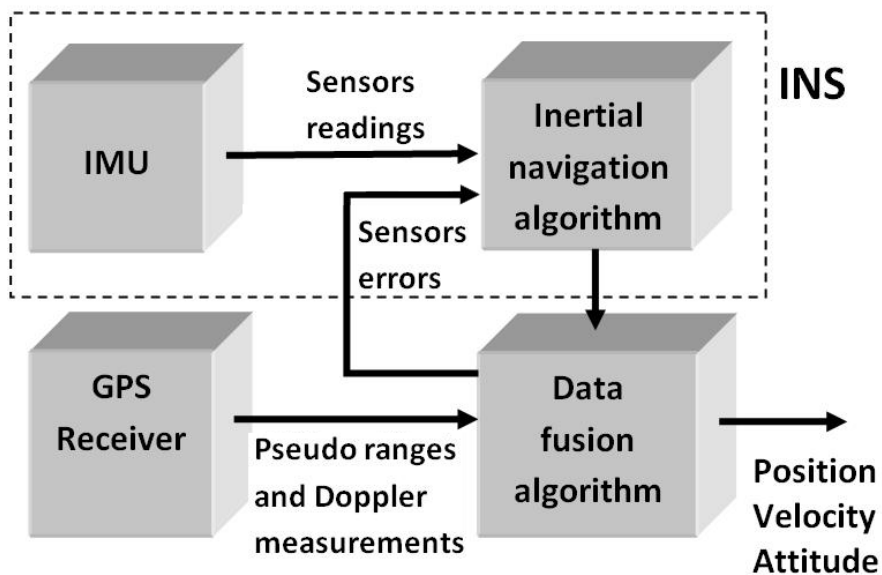 INS
IMU
Sensors
readings
Inertial
navigation
algorithm
Sensors
errors
GPS
Receiver
Pseudo ranges
and Doppler
measurements
Data
fusion
algorithm
Position
Velocity
Attitude